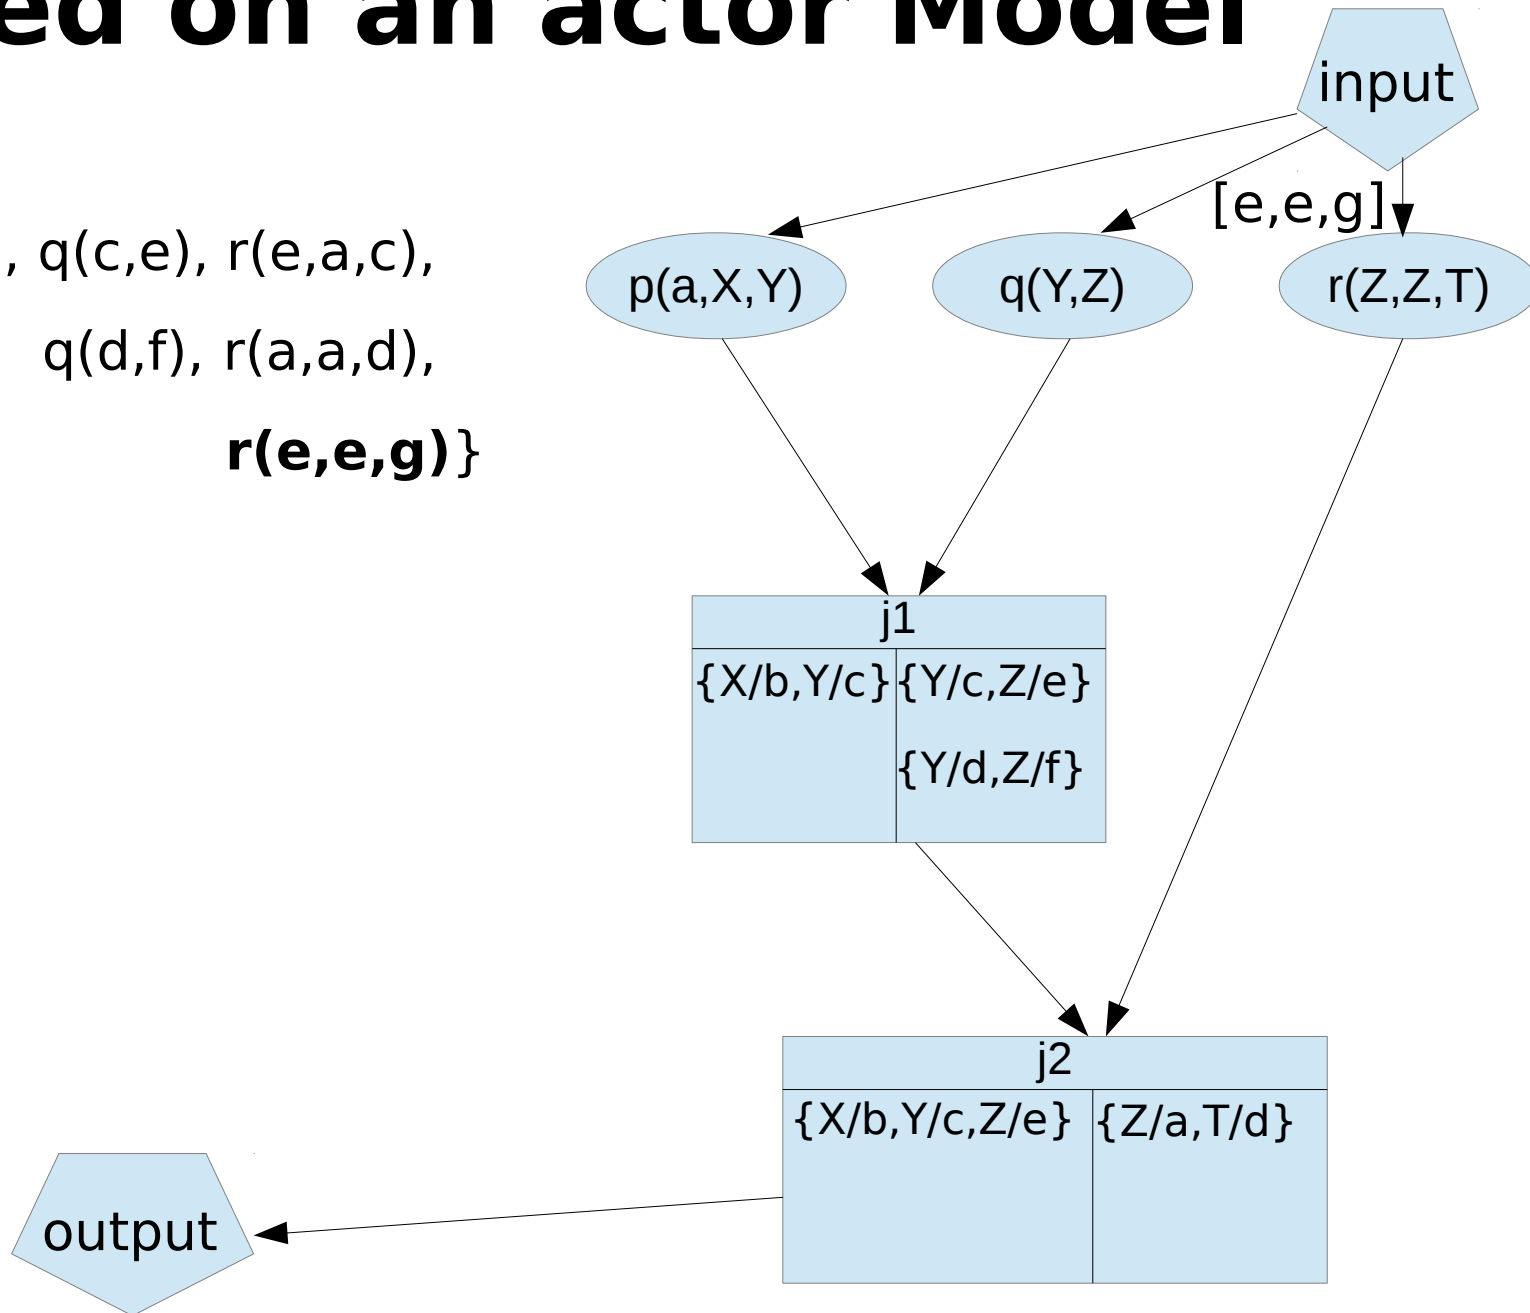 ed on an actor Model
input
[e,e,g]
, q(c,e), r(e,a,c),
p(a,X,Y) q(Y,Z) r(Z,Z,T)
q(d,f), r(a,a,d),
r(e,e,g)}
j1
{X/b,Y/c} {Y/c,Z/e}
{Y/d,Z/f}
j2
{X/b,Y/c,Z/e} {Z/a,T/d}
output